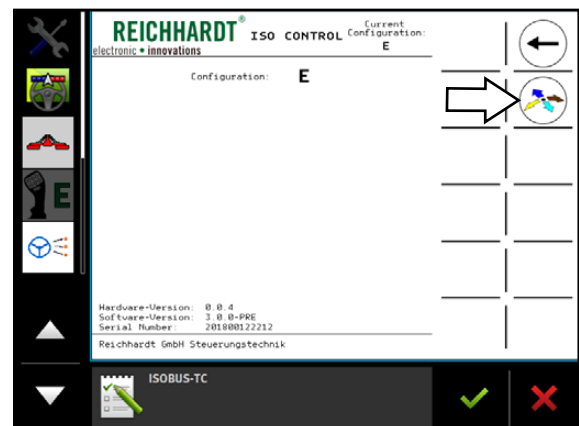 REICHHARDT®
electronic • innovations
ISO CONTROL
Current
Configuration:
E
Configuration: E
E
Hardware-Version: 0.0.4
Software-Version: 3.0.0-PRE
Serial Number: 201800122212
Reichhardt GmbH Steuerungstechnik
ISOBUS-TC